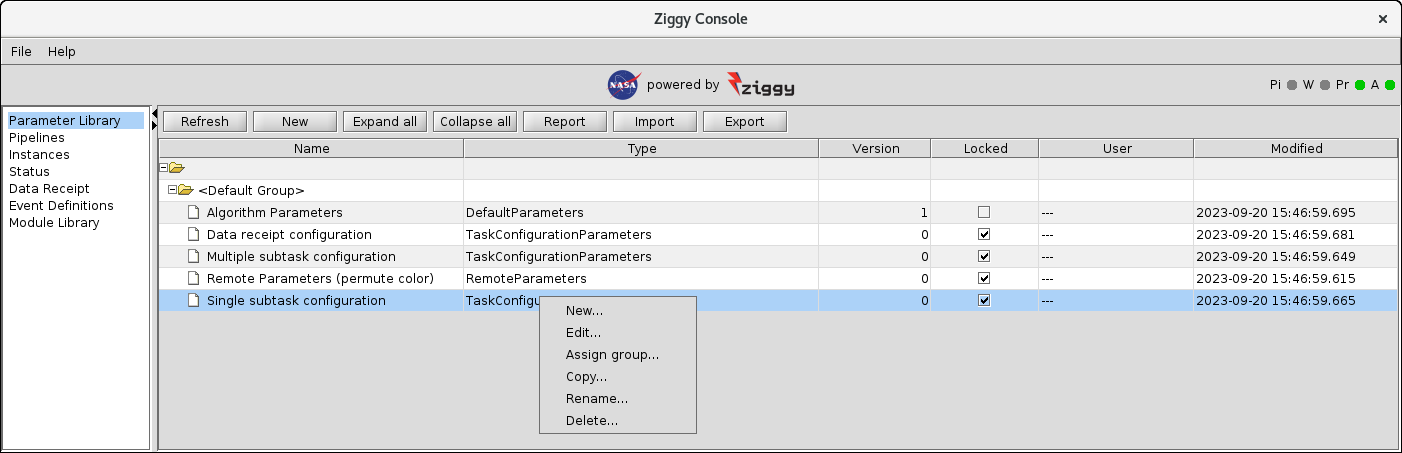 Ziggy Console
File Help
NASA powered by ziggy Pi W Pr A
Parameter Library
Pipelines
Instances
Status
Data Receipt
Event Definitions
Module Library
Refresh New Expand all Collapse all Report Import Export
Name Type Version Locked User Modified
<Default Group>
Algorithm Parameters DefaultParameters 1 --- 2023-09-20 15:46:59.695
Data receipt configuration TaskConfigurationParameters 0 --- 2023-09-20 15:46:59.681
Multiple subtask configuration TaskConfigurationParameters 0 --- 2023-09-20 15:46:59.649
Remote Parameters (permute color) RemoteParameters 0 --- 2023-09-20 15:46:59.615
Single subtask configuration TaskConfigu 0 --- 2023-09-20 15:46:59.665
New...
Edit...
Assign group...
Copy...
Rename...
Delete...